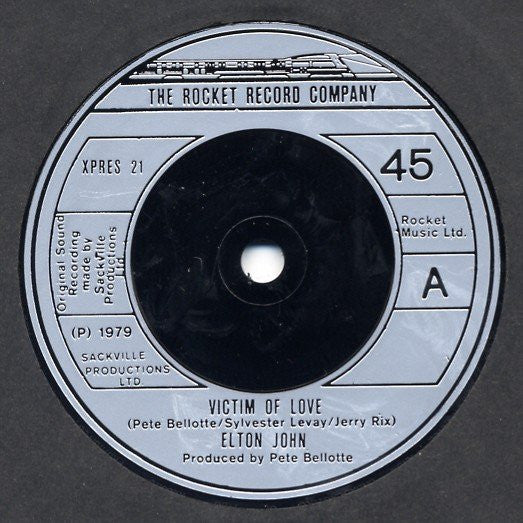 THE ROCKET RECORD COMPANY
XPRES 21
45
Original Sound
Recording
made by
Sackville
Productions
Ltd.
Rocket
Music Ltd.
A
(P) 1979
SACKVILLE
PRODUCTIONS
LTD
VICTIM OF LOVE
(Pete Bellotte/Sylvester Levay/Jerry Rix)
ELTON JOHN
Produced by Pete Bellotte